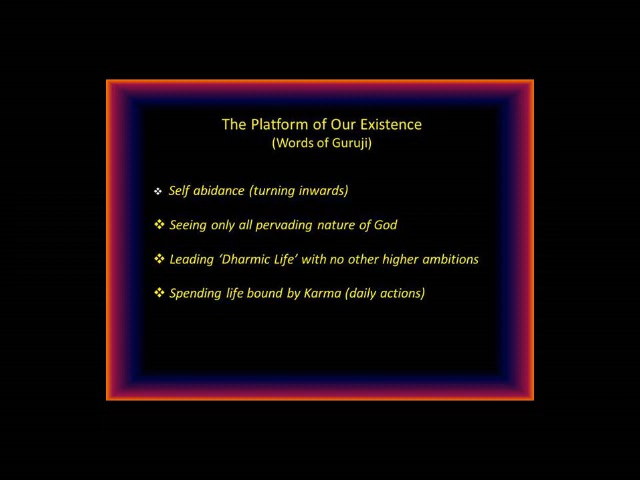 The Platform of Our Existence
(Words of Guruji)
❖ Self abidance (turning inwards)
❖ Seeing only all pervading nature of God
❖ Leading ‘Dharmic Life’ with no other higher ambitions
❖ Spending life bound by Karma (daily actions)